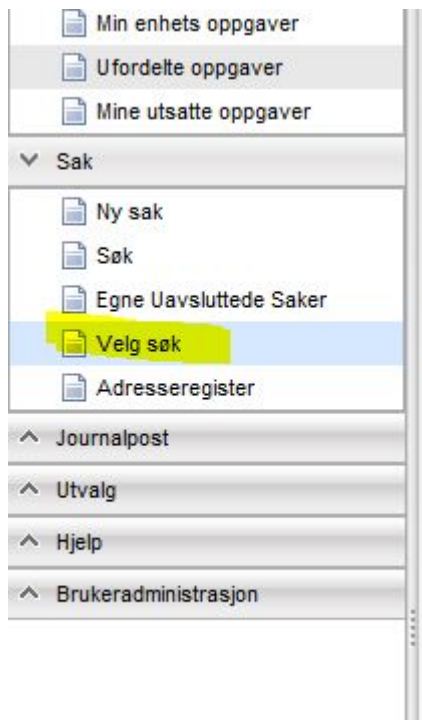 Min enhets oppgaver
Ufordelte oppgaver
Mine utsatte oppgaver
Sak
Ny sak
Søk
Egne Uavsluttede Saker
Velg søk
Adresseregister
Journalpost
Utvalg
Hjelp
Brukeradministrasjon